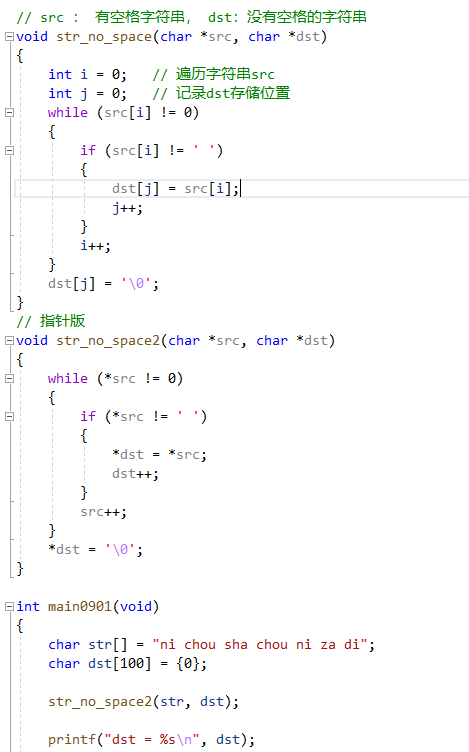 // src : 有空格字符串, dst：没有空格的字符串
void str_no_space(char *src, char *dst)
{
    int i = 0;   // 遍历字符串src
    int j = 0;   // 记录dst存储位置
    while (src[i] != 0)
    {
        if (src[i] != ' ')
        {
            dst[j] = src[i];
            j++;
        }
        i++;
    }
    dst[j] = '\0';
}
// 指针版
void str_no_space2(char *src, char *dst)
{
    while (*src != 0)
    {
        if (*src != ' ')
        {
            *dst = *src;
            dst++;
        }
        src++;
    }
    *dst = '\0';
}

int main0901(void)
{
    char str[] = "ni chou sha chou ni za di";
    char dst[100] = {0};

    str_no_space2(str, dst);

    printf("dst = %s\n", dst);